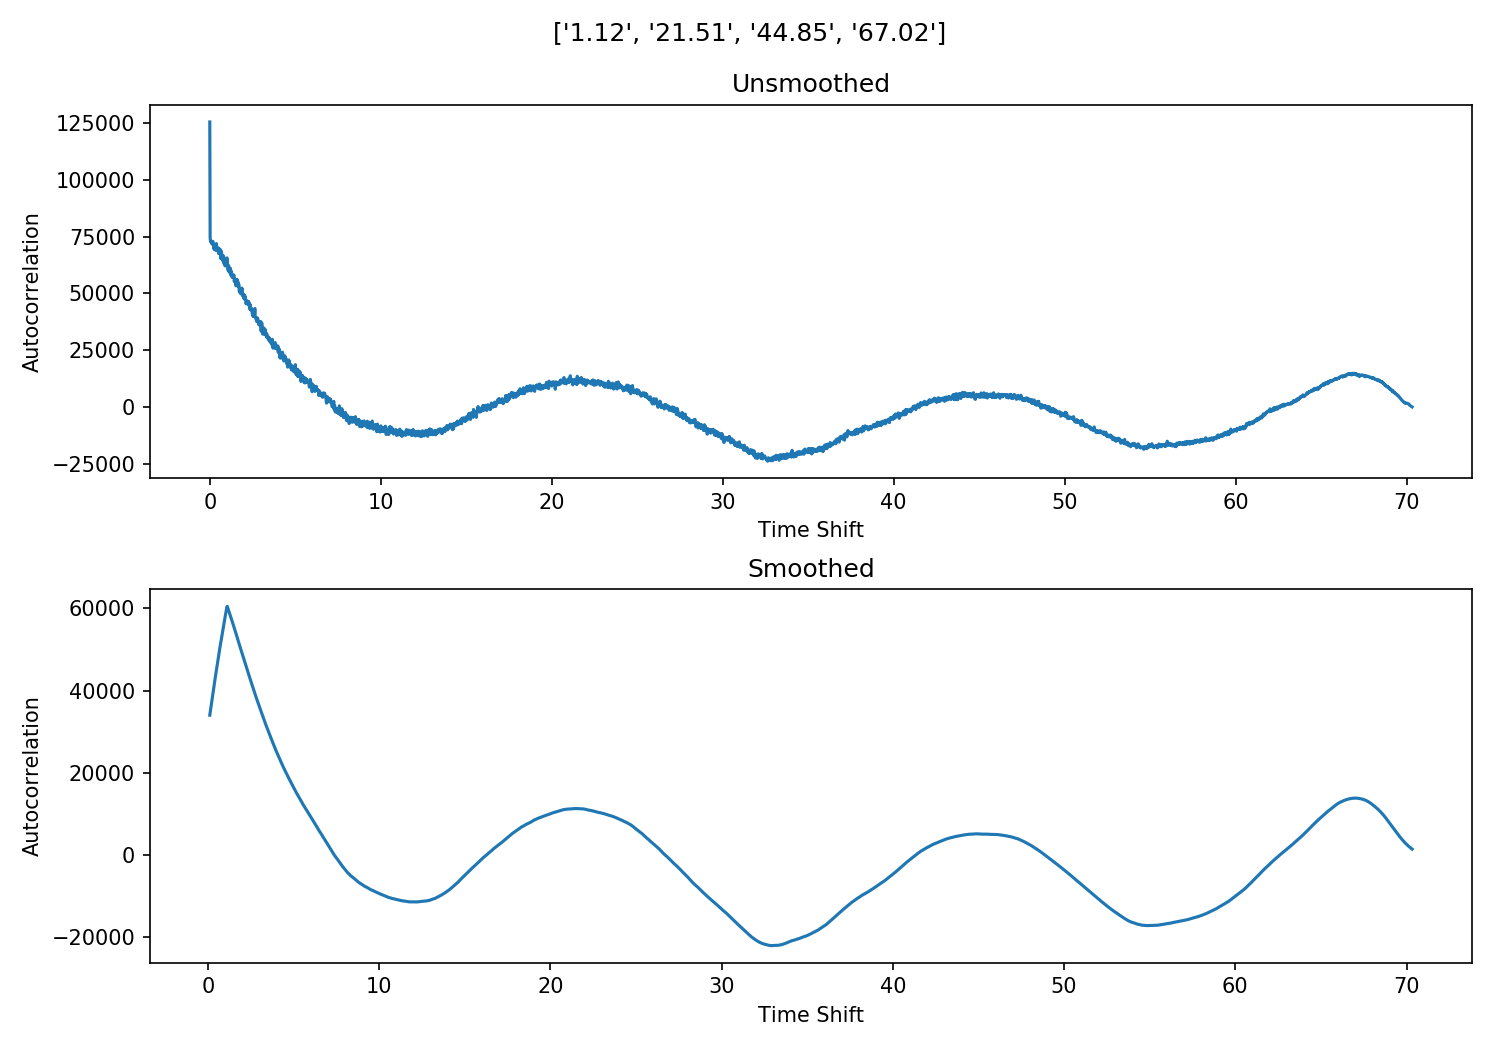 ['1.12', '21.51', '44.85', '67.02']
Unsmoothed
Autocorrelation
125000
100000
75000
50000
25000
0
−25000
0 10 20 30 40 50 60 70
Time Shift
Smoothed
Autocorrelation
60000
40000
20000
0
−20000
0 10 20 30 40 50 60 70
Time Shift